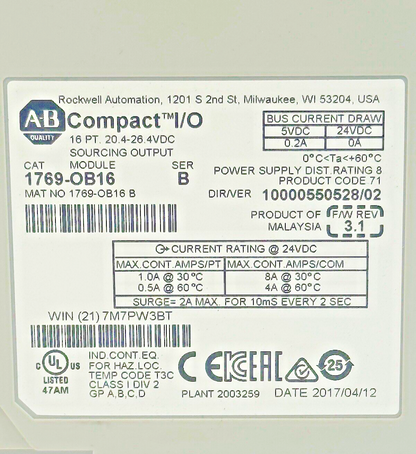 Rockwell Automation, 1201 S 2nd St, Milwaukee, WI 53204, USA
AB QUALITY
Compact™I/O
16 PT. 20.4-26.4VDC
SOURCING OUTPUT
MODULE
CAT 1769-OB16
SER B
MAT NO 1769-OB16 B
BUS CURRENT DRAW
5VDC 24VDC
0.2A 0A
0°C<Ta<+60°C
POWER SUPPLY DIST.RATING 8
PRODUCT CODE 71
DIR/VER 10000550528/02
PRODUCT OF MALAYSIA
F/W REV 3.1
CURRENT RATING @ 24VDC
MAX.CONT.AMPS/PT MAX.CONT.AMPS/COM
1.0A @ 30°C 8A @ 30°C
0.5A @ 60°C 4A @ 60°C
SURGE= 2A MAX. FOR 10mS EVERY 2 SEC
WIN (21) 7M7PW3BT
C UL US
LISTED
47AM
IND.CONT.EQ.
FOR HAZ.LOC.
TEMP CODE T3C
CLASS I DIV 2
GP A,B,C,D
CE EAC 25
PLANT 2003259 DATE 2017/04/12